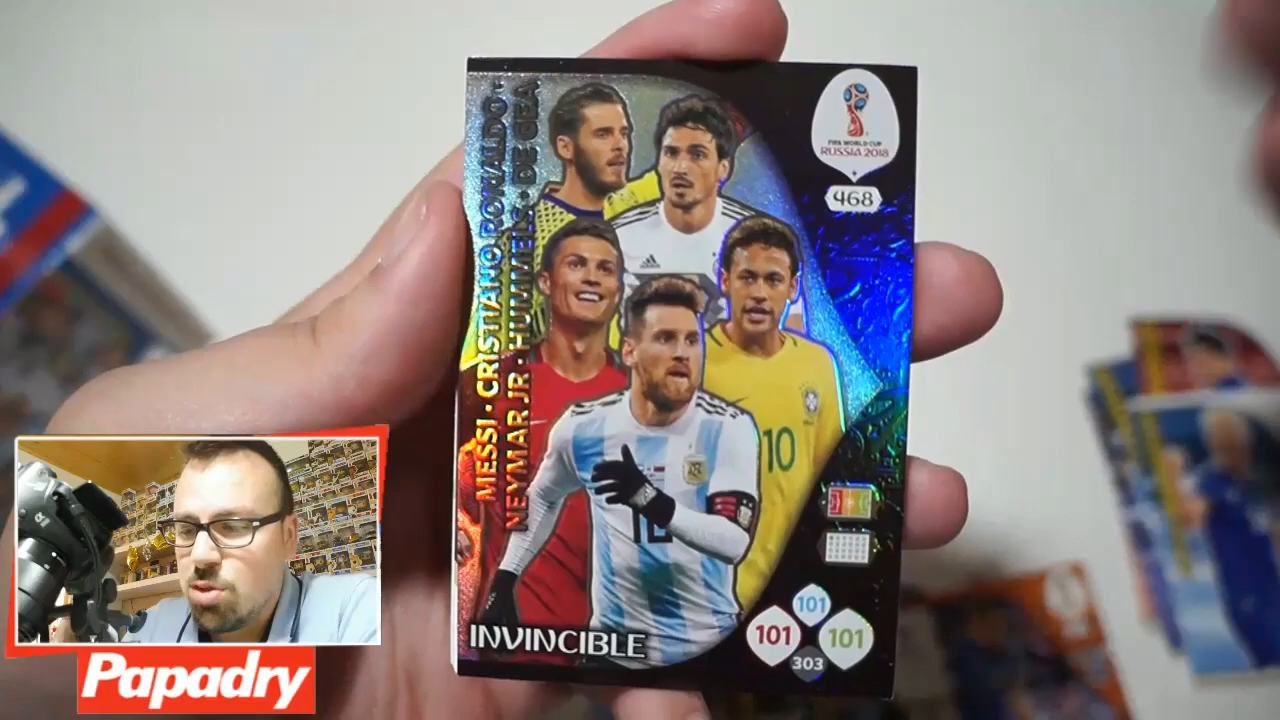 MESSI · CRISTIANO RONALDO
NEYMAR JR · HUMMELS · DE GEA
FIFA WORLD CUP
RUSSIA 2018
468
10
10
101
101
101
303
INVINCIBLE
Papadry